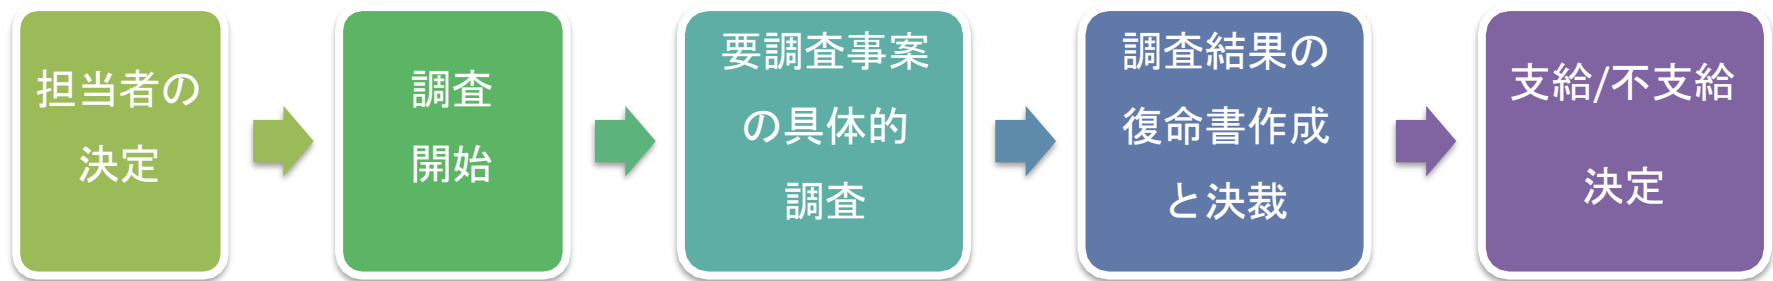 担当者の
決定
調査
開始
要調査事案
の具体的
調査
調査結果の
復命書作成
と決裁
支給/不支給
決定